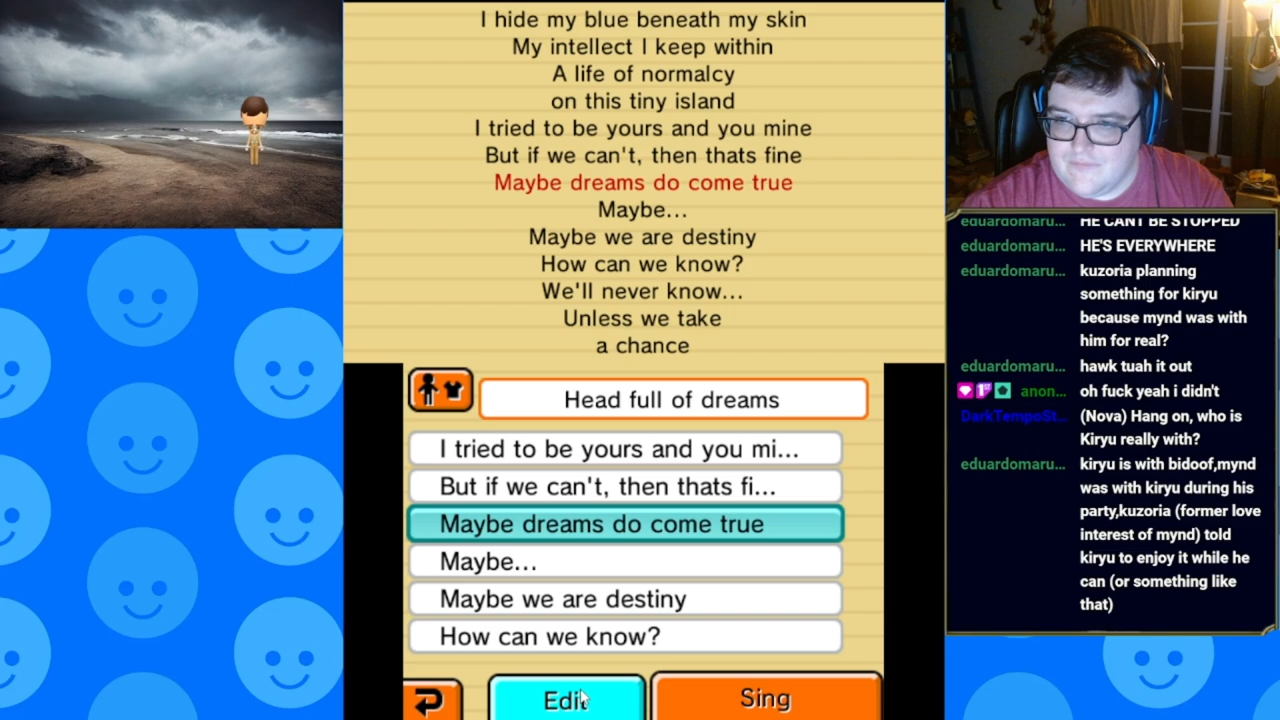 I hide my blue beneath my skin
My intellect I keep within
A life of normalcy
on this tiny island
I tried to be yours and you mine
But if we can't, then thats fine
Maybe dreams do come true
Maybe...
Maybe we are destiny
How can we know?
We'll never know...
Unless we take
a chance
Head full of dreams
I tried to be yours and you mi...
But if we can't, then thats fi...
Maybe dreams do come true
Maybe...
Maybe we are destiny
How can we know?
Edit
Sing
eduardomaru... HE CANT BE STOPPED
eduardomaru... HE'S EVERYWHERE
eduardomaru... kuzoria planning
something for kiryu
because mynd was with
him for real?
eduardomaru... hawk tuah it out
anon... oh fuck yeah i didn't
DarkTempoSt... (Nova) Hang on, who is
Kiryu really with?
eduardomaru... kiryu is with bidoof,mynd
was with kiryu during his
party,kuzoria (former love
interest of mynd) told
kiryu to enjoy it while he
can (or something like
that)